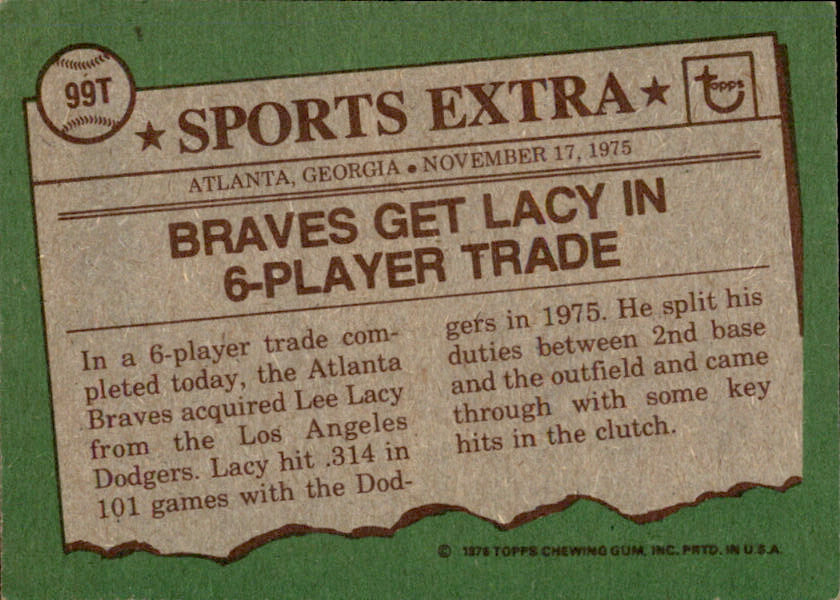 99T
★ SPORTS EXTRA ★
topps
ATLANTA, GEORGIA • NOVEMBER 17, 1975
BRAVES GET LACY IN
6-PLAYER TRADE
In a 6-player trade com-
pleted today, the Atlanta
Braves acquired Lee Lacy
from the Los Angeles
Dodgers. Lacy hit .314 in
101 games with the Dod-
gers in 1975. He split his
duties between 2nd base
and the outfield and came
through with some key
hits in the clutch.
© 1976 TOPPS CHEWING GUM, INC. PRTD. IN U.S.A.